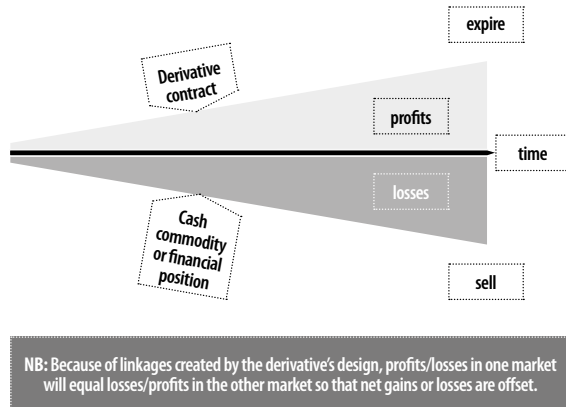 expire
Derivative
contract
profits
time
losses
Cash
commodity
or financial
position
sell
NB: Because of linkages created by the derivative's design, profits/losses in one market
will equal losses/profits in the other market so that net gains or losses are offset.